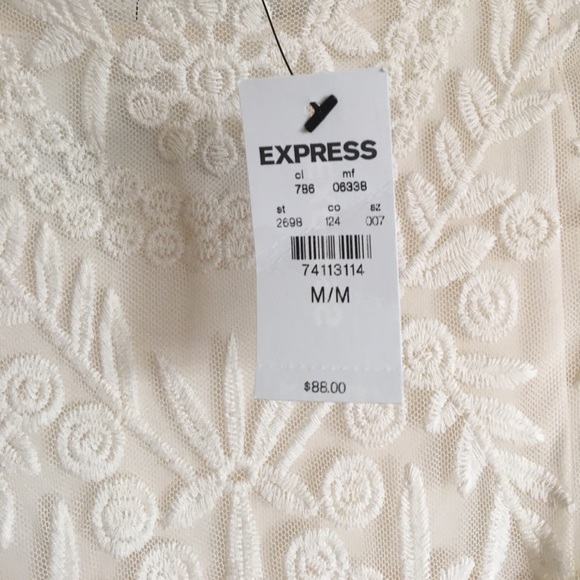 EXPRESS
cl mf
786 06338
st co sz
2698 124 007
74113114
M/M
$88.00